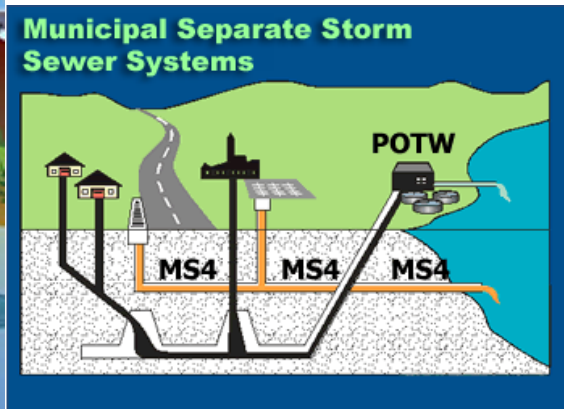 Municipal Separate Storm
Sewer Systems
POTW
MS4 MS4 MS4